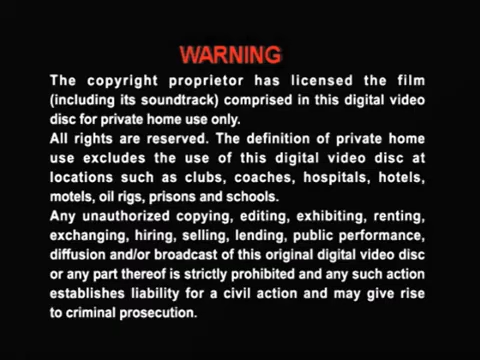 WARNING
The copyright proprietor has licensed the film
(including its soundtrack) comprised in this digital video
disc for private home use only.
All rights are reserved. The definition of private home
use excludes the use of this digital video disc at
locations such as clubs, coaches, hospitals, hotels,
motels, oil rigs, prisons and schools.
Any unauthorized copying, editing, exhibiting, renting,
exchanging, hiring, selling, lending, public performance,
diffusion and/or broadcast of this original digital video disc
or any part thereof is strictly prohibited and any such action
establishes liability for a civil action and may give rise
to criminal prosecution.